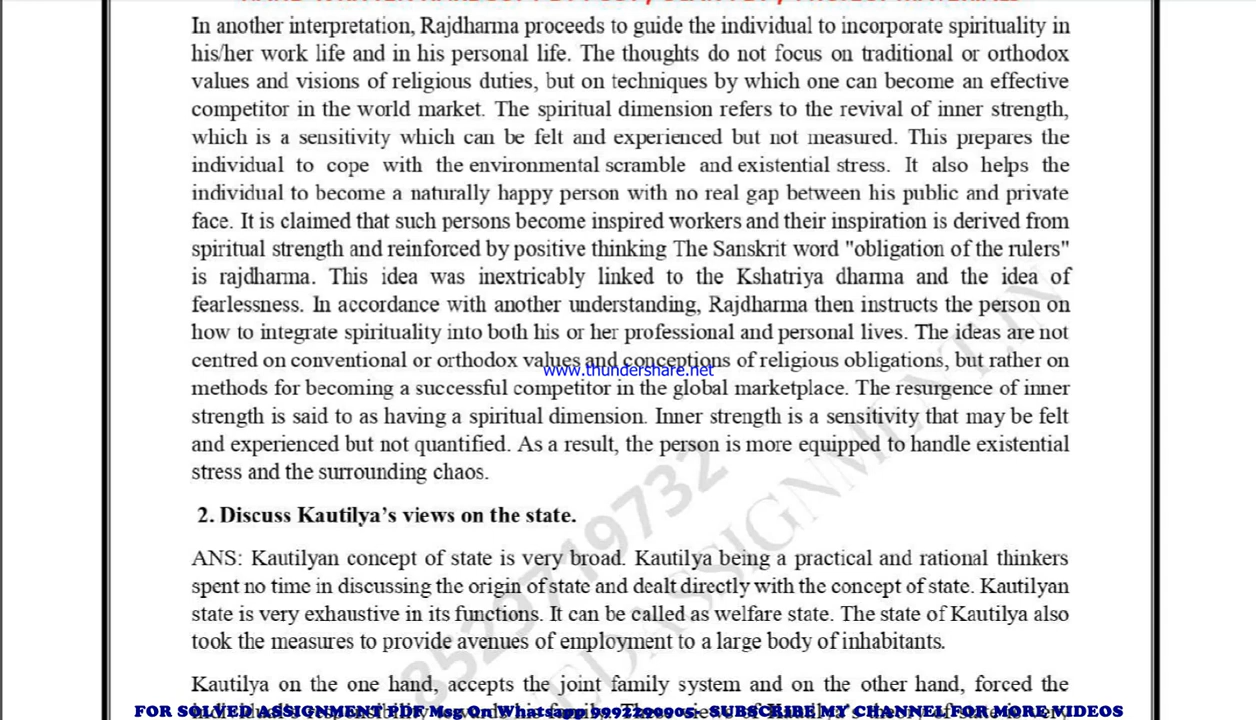 In another interpretation, Rajdharma proceeds to guide the individual to incorporate spirituality in
his/her work life and in his personal life. The thoughts do not focus on traditional or orthodox
values and visions of religious duties, but on techniques by which one can become an effective
competitor in the world market. The spiritual dimension refers to the revival of inner strength,
which is a sensitivity which can be felt and experienced but not measured. This prepares the
individual to cope with the environmental scramble and existential stress. It also helps the
individual to become a naturally happy person with no real gap between his public and private
face. It is claimed that such persons become inspired workers and their inspiration is derived from
spiritual strength and reinforced by positive thinking The Sanskrit word "obligation of the rulers"
is rajdharma. This idea was inextricably linked to the Kshatriya dharma and the idea of
fearlessness. In accordance with another understanding, Rajdharma then instructs the person on
how to integrate spirituality into both his or her professional and personal lives. The ideas are not
centred on conventional or orthodox values and conceptions of religious obligations, but rather on
www.thundershare.net
methods for becoming a successful competitor in the global marketplace. The resurgence of inner
strength is said to as having a spiritual dimension. Inner strength is a sensitivity that may be felt
and experienced but not quantified. As a result, the person is more equipped to handle existential
stress and the surrounding chaos.
2. Discuss Kautilya's views on the state.
ANS: Kautilyan concept of state is very broad. Kautilya being a practical and rational thinkers
spent no time in discussing the origin of state and dealt directly with the concept of state. Kautilyan
state is very exhaustive in its functions. It can be called as welfare state. The state of Kautilya also
took the measures to provide avenues of employment to a large body of inhabitants.
Kautilya on the one hand, accepts the joint family system and on the other hand, forced the
FOR SOLVED ASSIGNMENT PDF Msg On Whatsapp 9992290005- SUBSCRIBE MY CHANNEL FOR MORE VIDEOS
8529719732